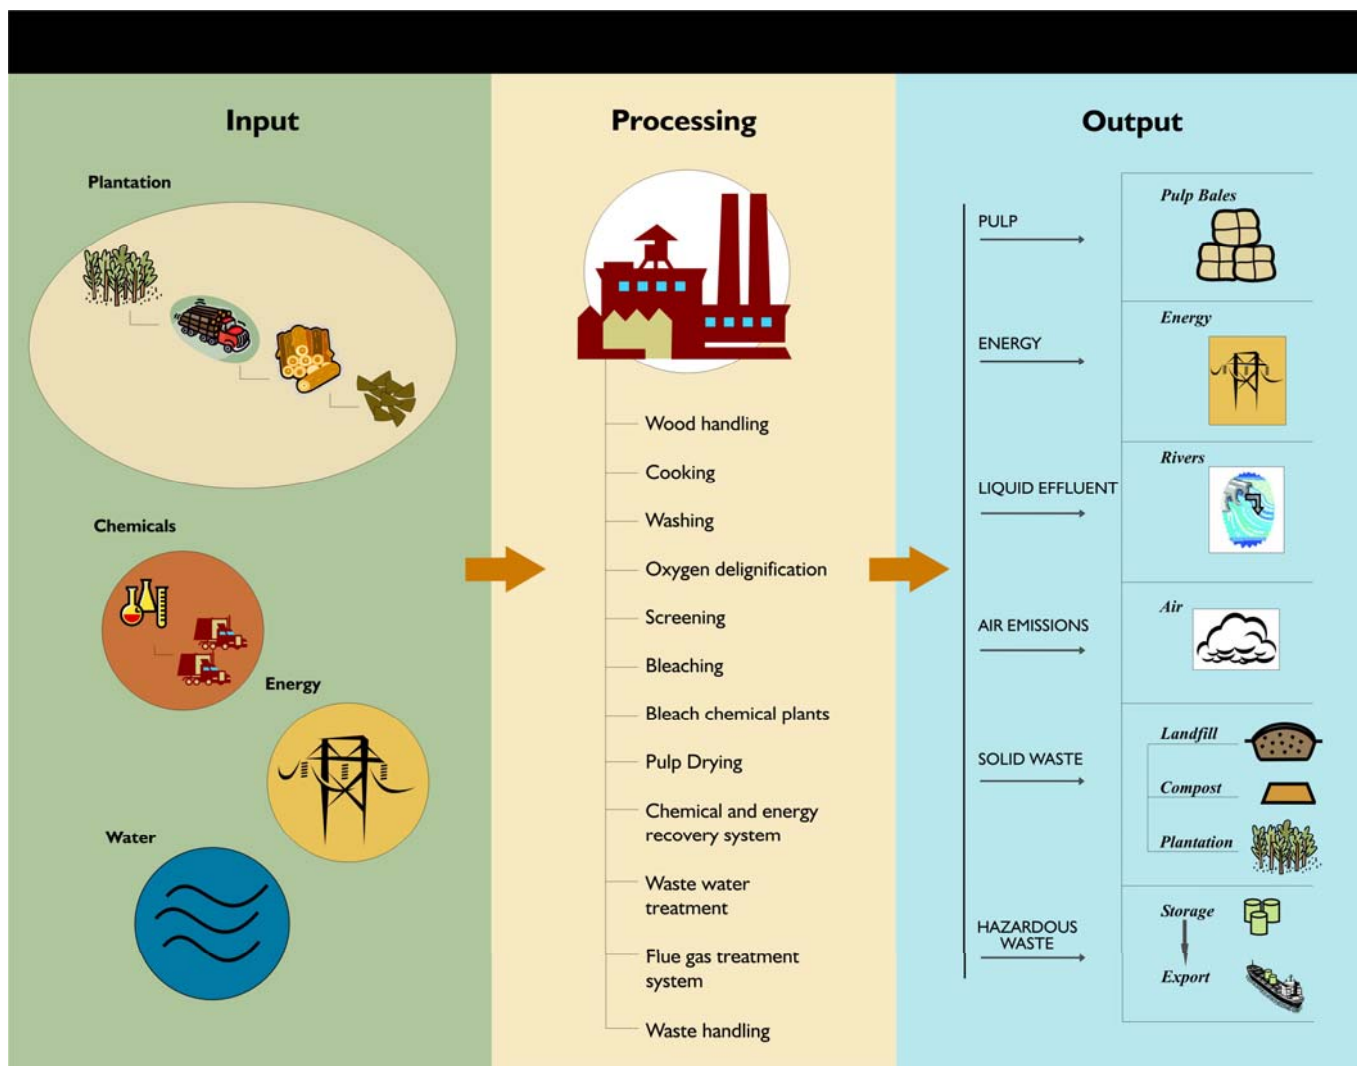 Input
Plantation
Chemicals
Energy
Water
Processing
Wood handling
Cooking
Washing
Oxygen delignification
Screening
Bleaching
Bleach chemical plants
Pulp Drying
Chemical and energy
recovery system
Waste water
treatment
Flue gas treatment
system
Waste handling
Output
PULP
Pulp Bales
ENERGY
Energy
LIQUID EFFLUENT
Rivers
AIR EMISSIONS
Air
SOLID WASTE
Landfill
Compost
Plantation
HAZARDOUS
WASTE
Storage
Export